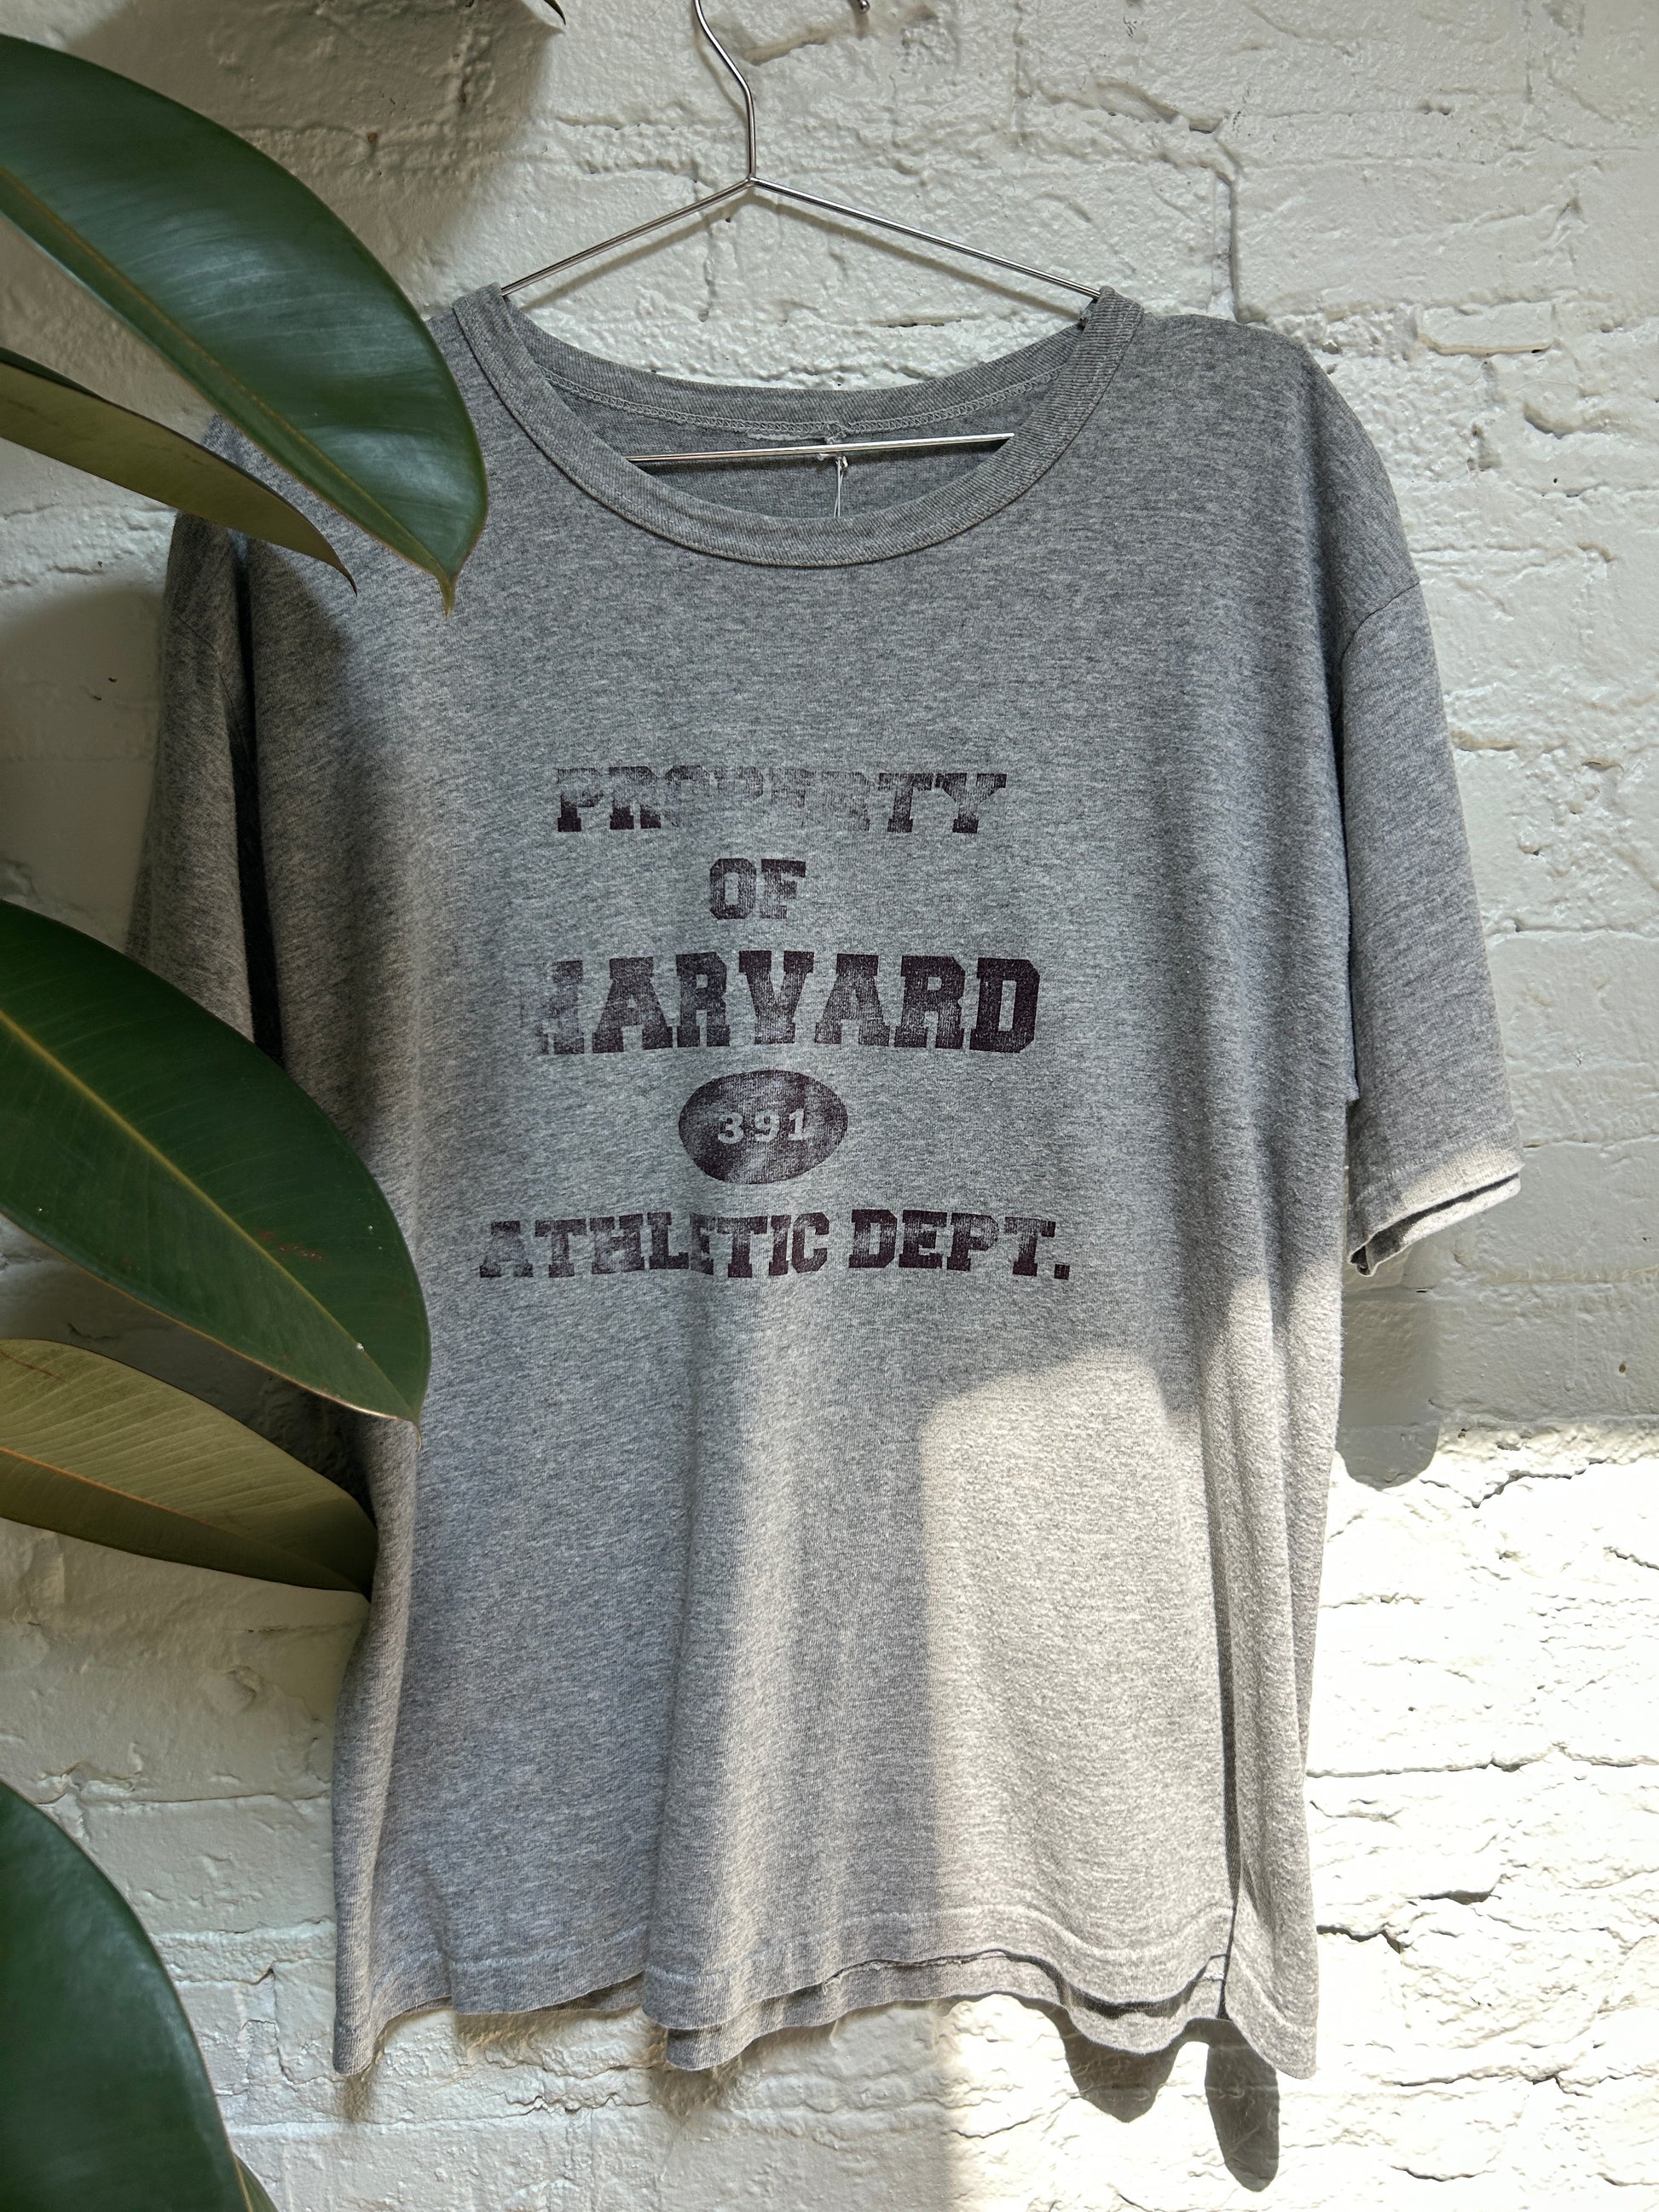 PROPERTY
OF
HARVARD
391
ATHLETIC DEPT.